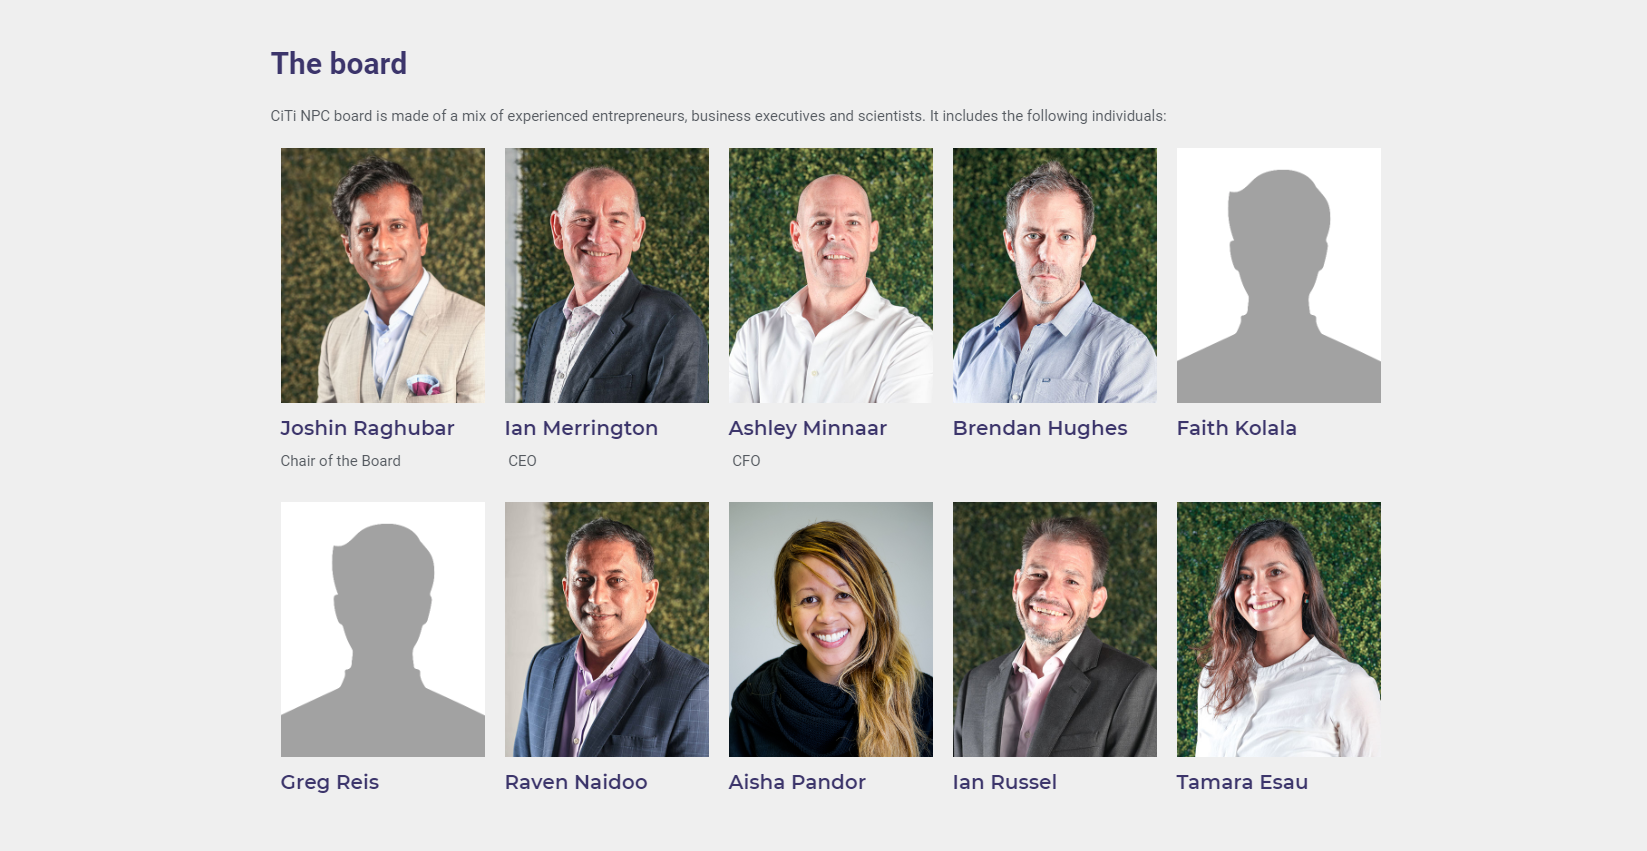 The board
CiTi NPC board is made of a mix of experienced entrepreneurs, business executives and scientists. It includes the following individuals:
Joshin Raghubar
Chair of the Board
Ian Merrington
CEO
Ashley Minnaar
CFO
Brendan Hughes
Faith Kolala
Greg Reis
Raven Naidoo
Aisha Pandor
Ian Russel
Tamara Esau